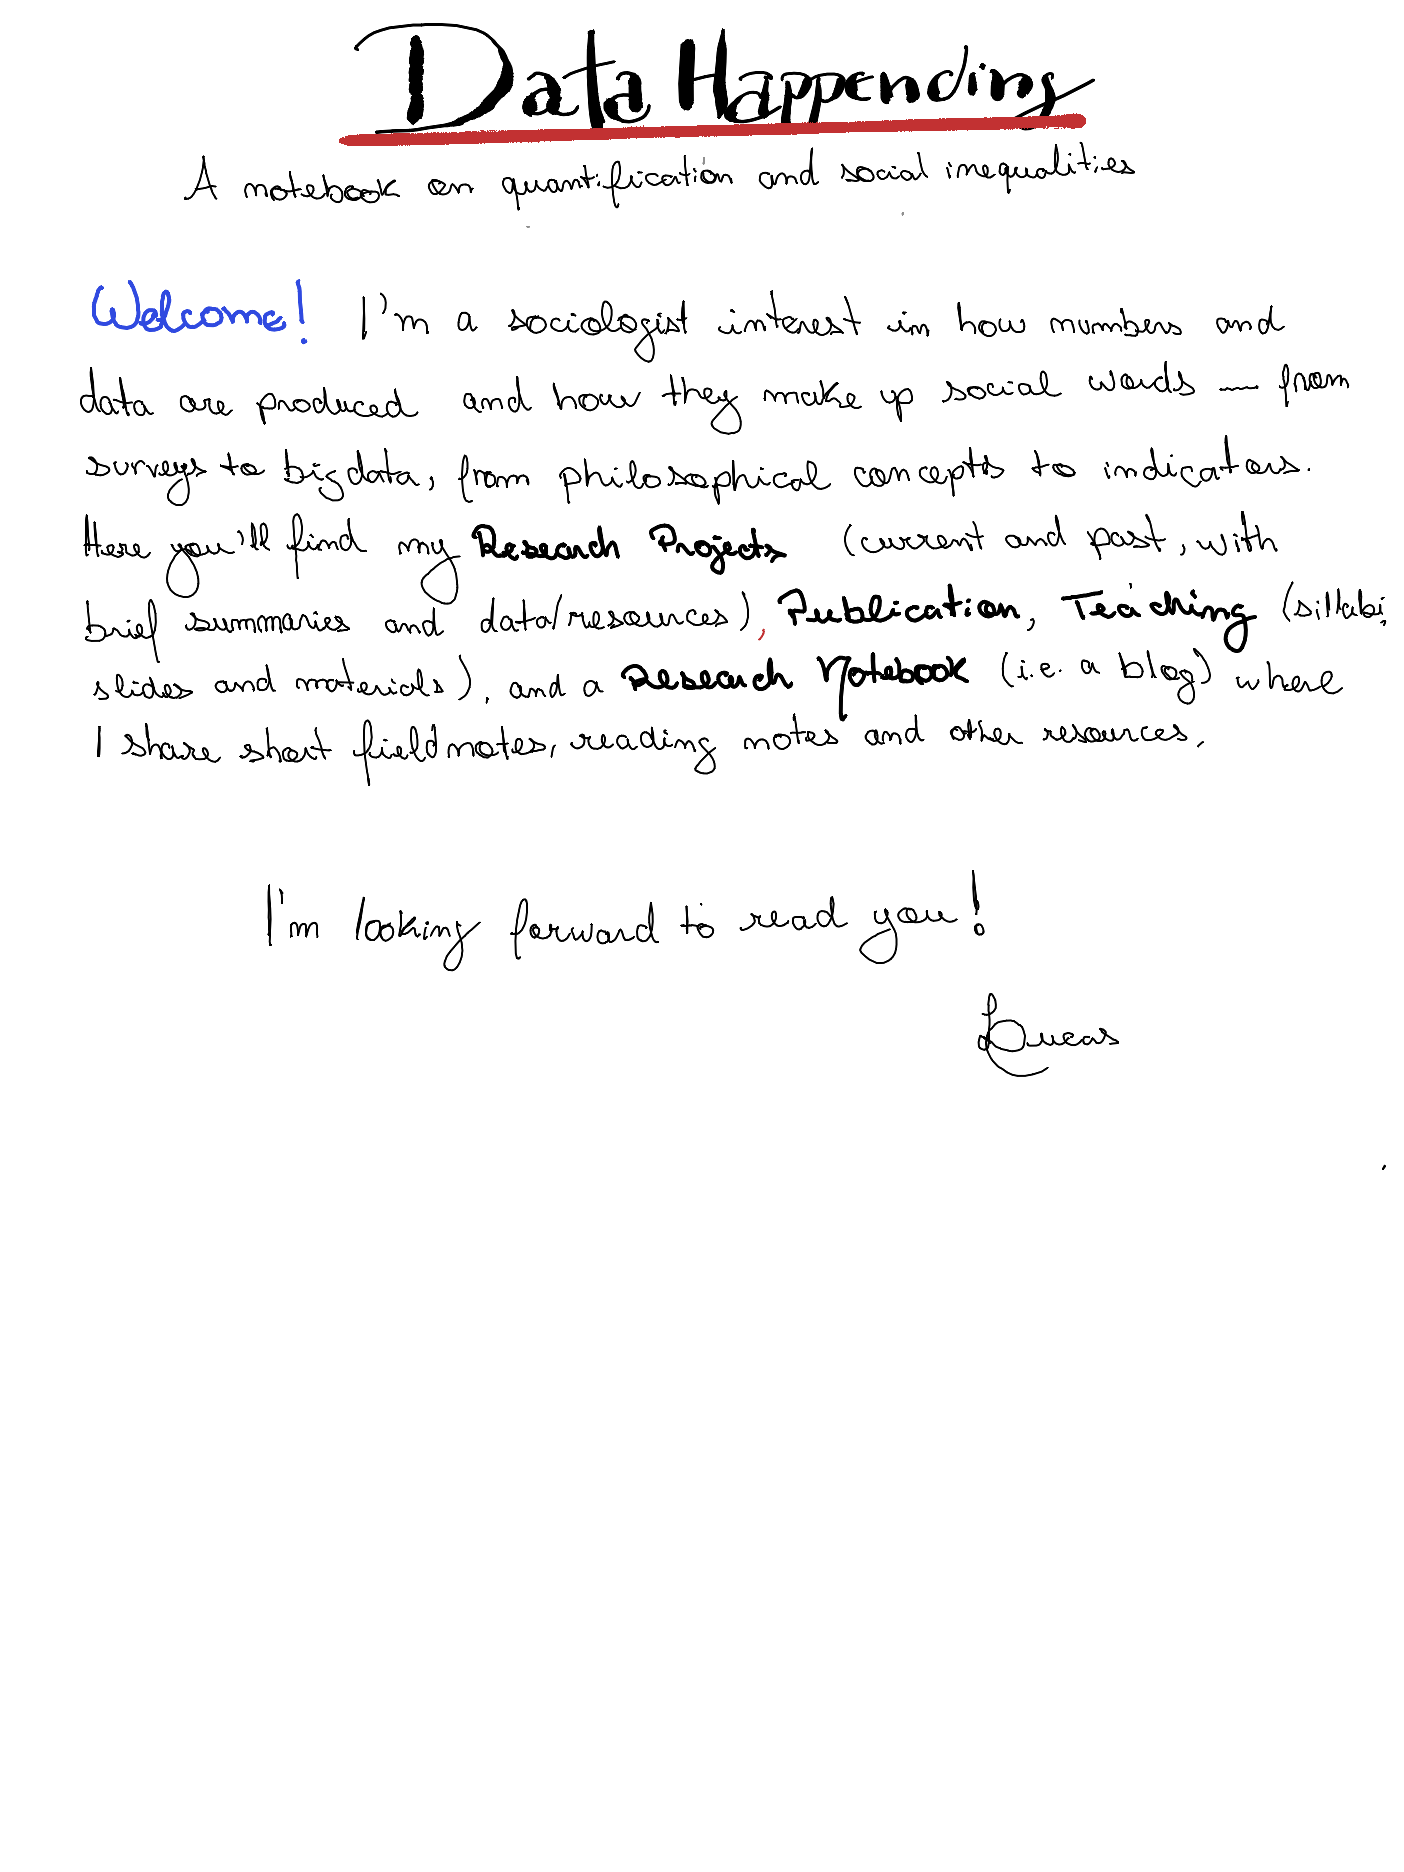 Data Happending
A notebook on quantification and social inequalities
Welcome! I'm a sociologist interest in how numbers and
data are produced and how they make up social words — from
surveys to big data, from philosophical concepts to indicators.
Here you'll find my Research Projects (current and past, with
brief summaries and data/resources), Publication, Teaching (sillabi,
slides and materials), and a Research Notebook (i.e. a blog) where
I share short field notes, reading notes and other resources.
I'm looking forward to read you!
Lucas